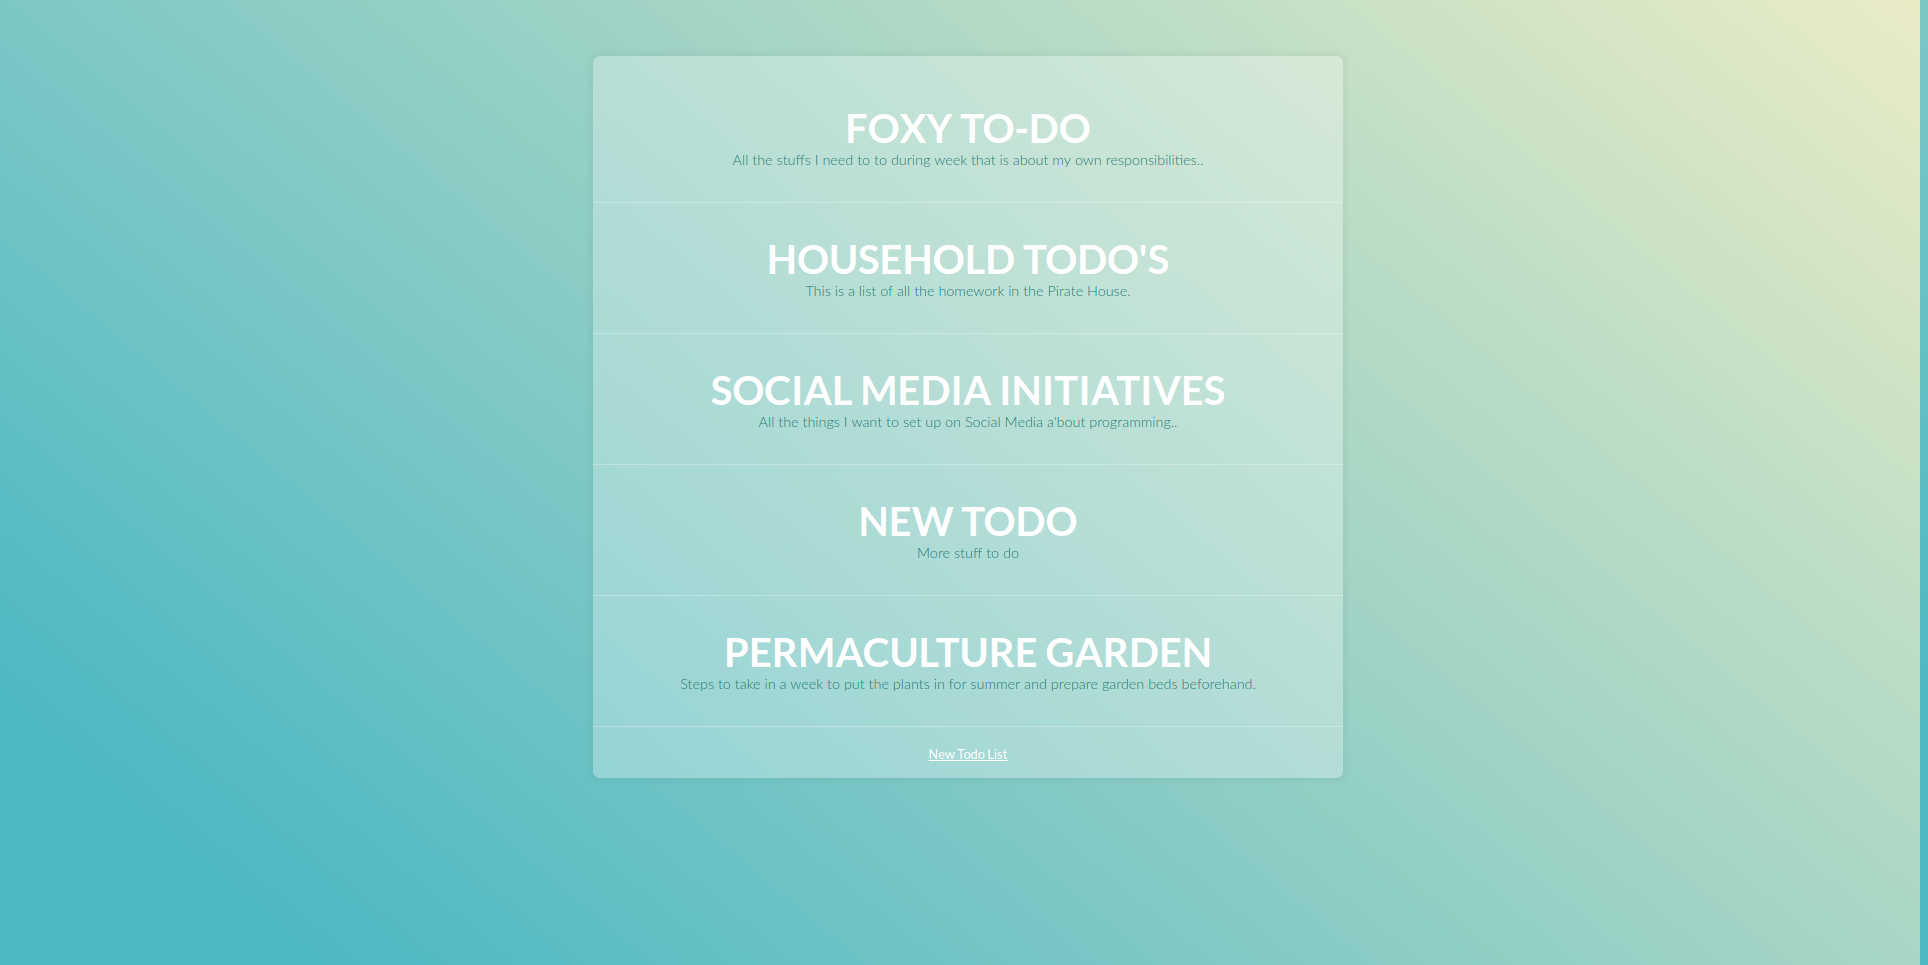 FOXY TO-DO
All the stuffs I need to to during week that is about my own responsibilities..
HOUSEHOLD TODO'S
This is a list of all the homework in the Pirate House.
SOCIAL MEDIA INITIATIVES
All the things I want to set up on Social Media a'bout programming..
NEW TODO
More stuff to do
PERMACULTURE GARDEN
Steps to take in a week to put the plants in for summer and prepare garden beds beforehand.
New Todo List